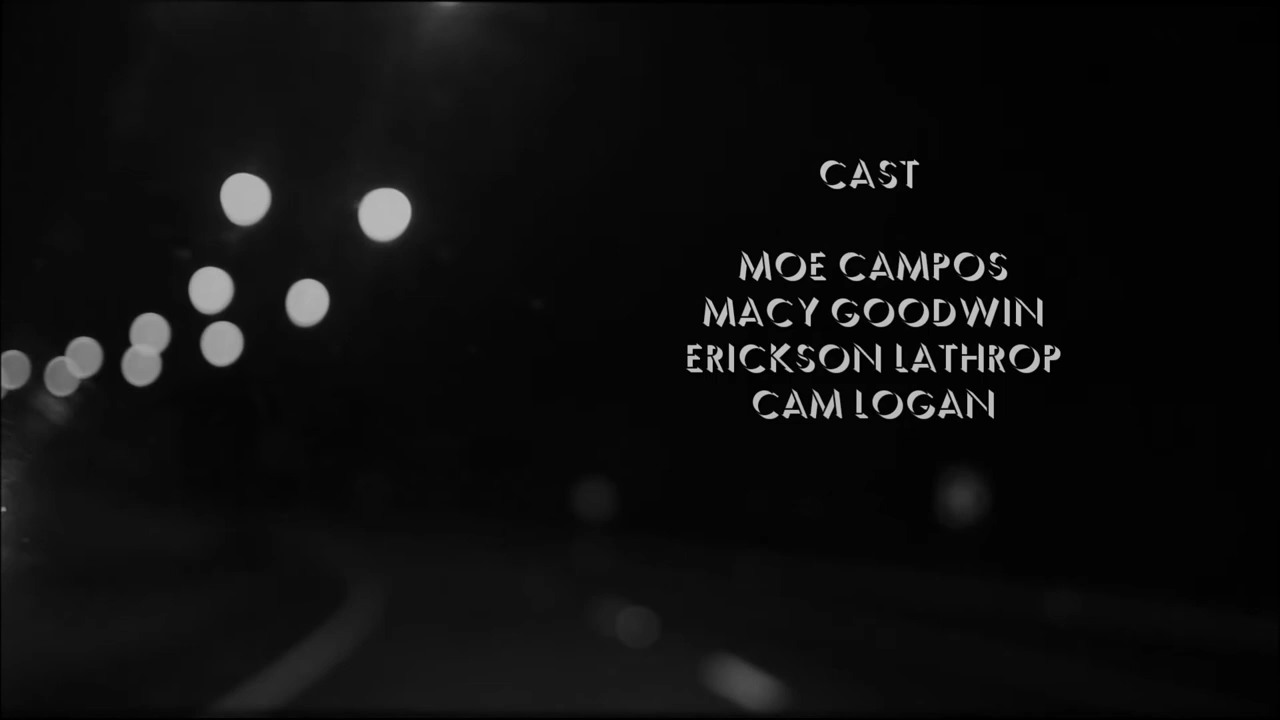 CAST
MOE CAMPOS
MACY GOODWIN
ERICKSON LATHROP
CAM LOGAN